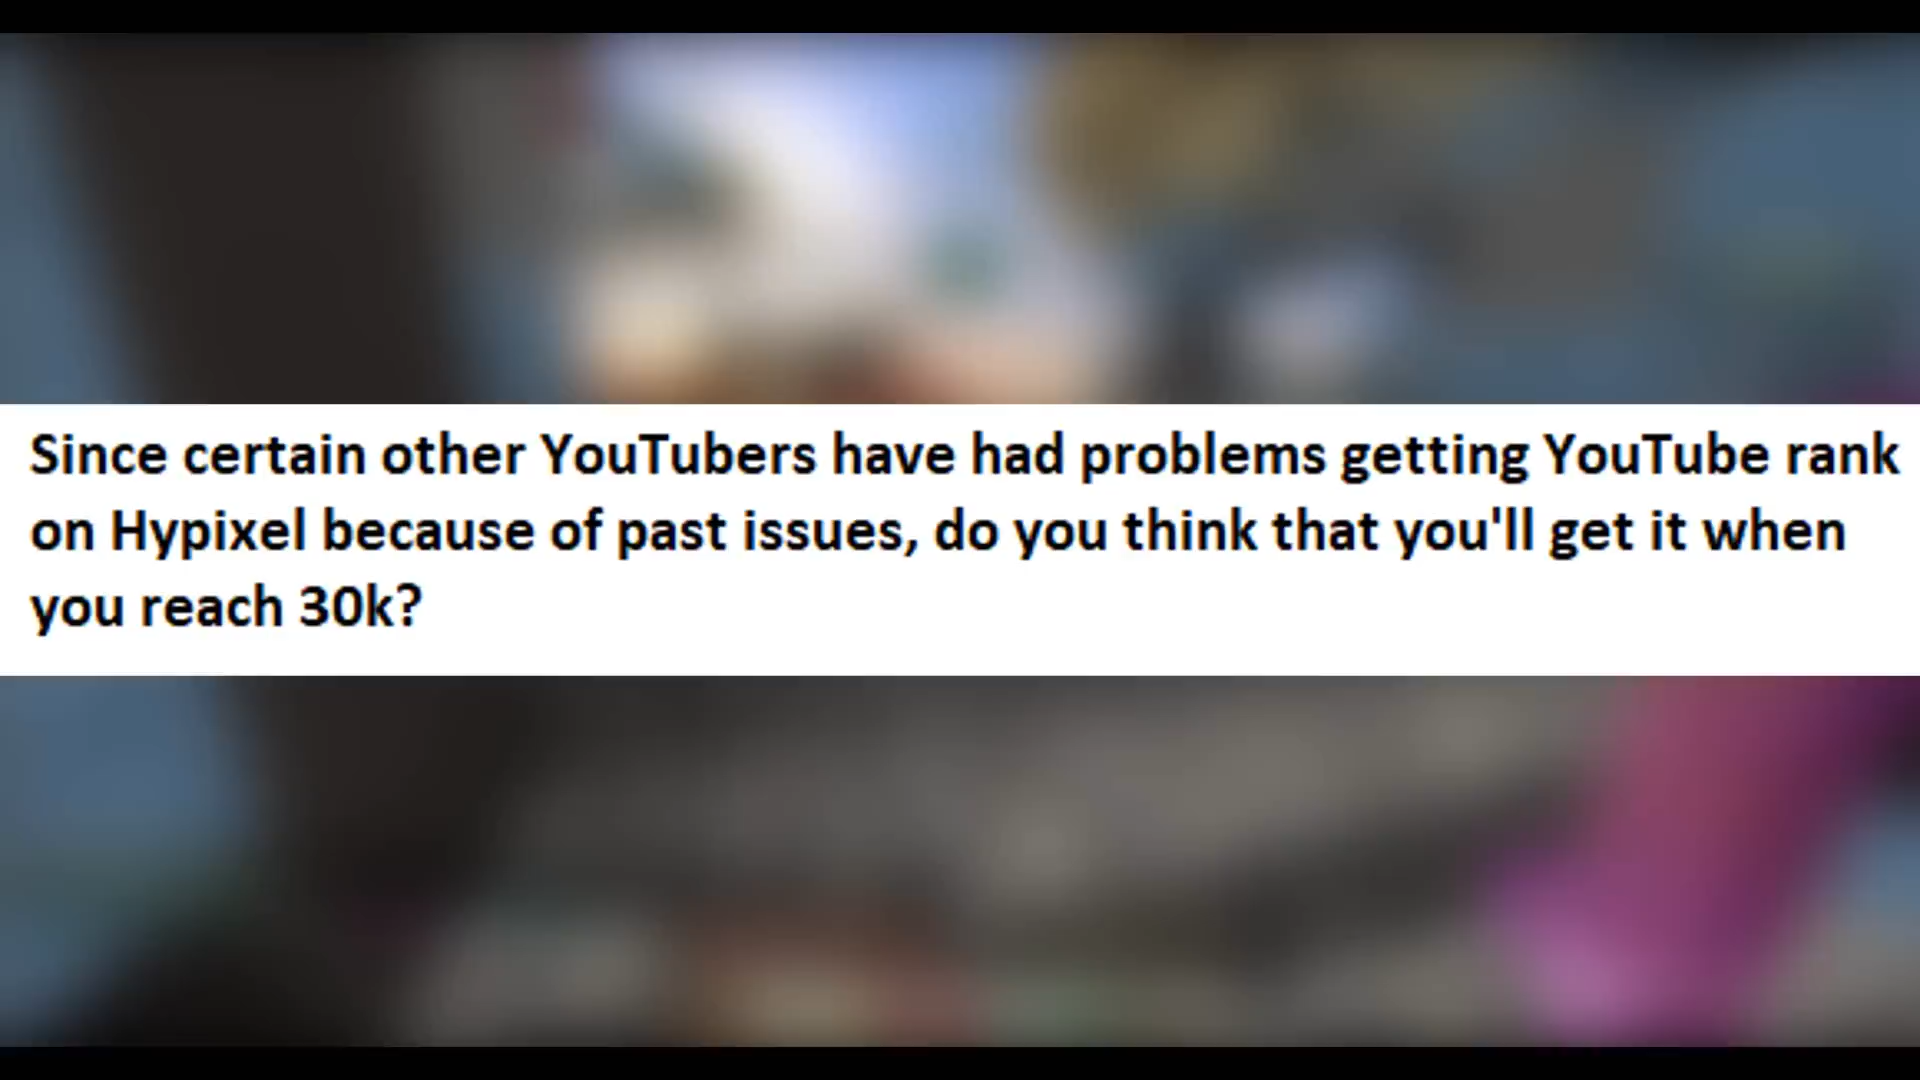 Since certain other YouTubers have had problems getting YouTube rank
on Hypixel because of past issues, do you think that you'll get it when
you reach 30k?